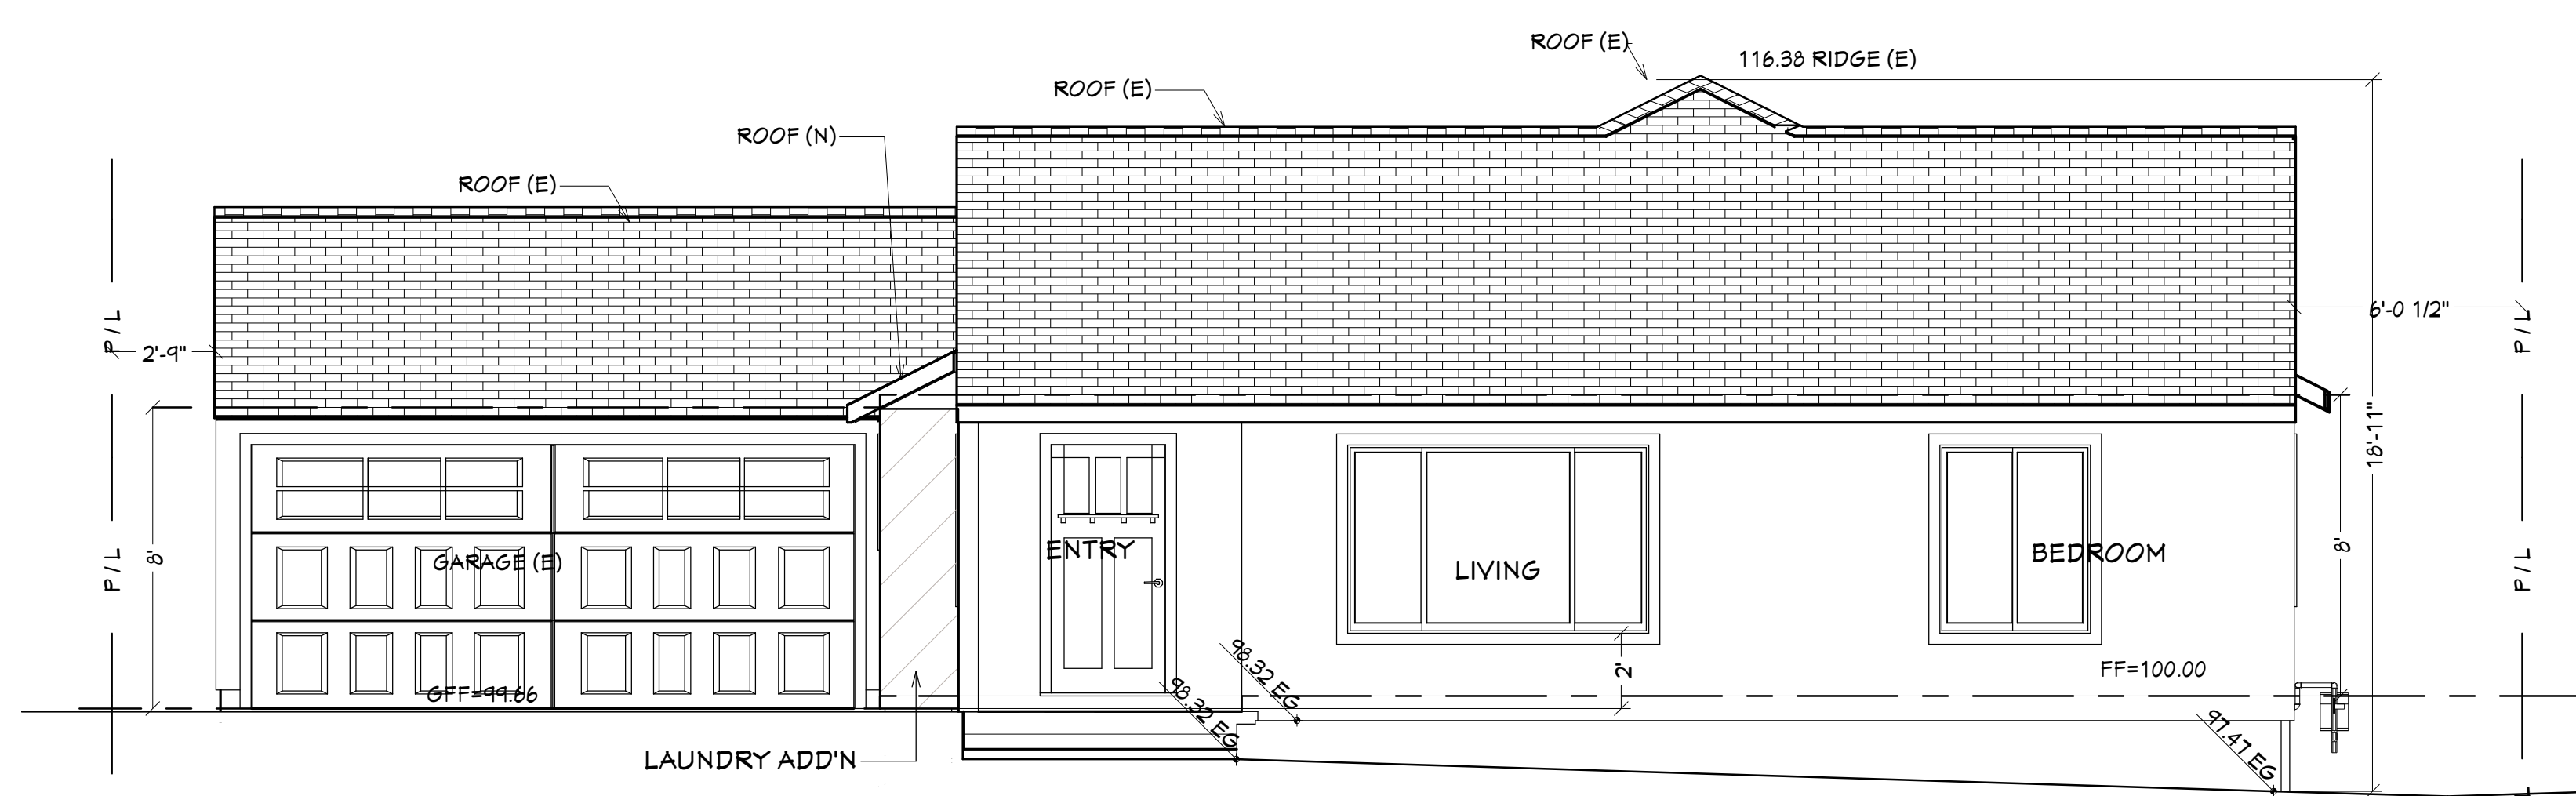 ROOF (E)
116.38 RIDGE (E)
ROOF (E)
ROOF (N)
ROOF (E)
P/L
2'-9"
6'-0 1/2"
P/L
18'-11"
8'
GARAGE (E)
ENTRY
LIVING
BEDROOM
8'
P/L
P/L
GFF=99.66
98.32 EG
98.32 EG
2'
FF=100.00
97.47 EG
LAUNDRY ADD'N